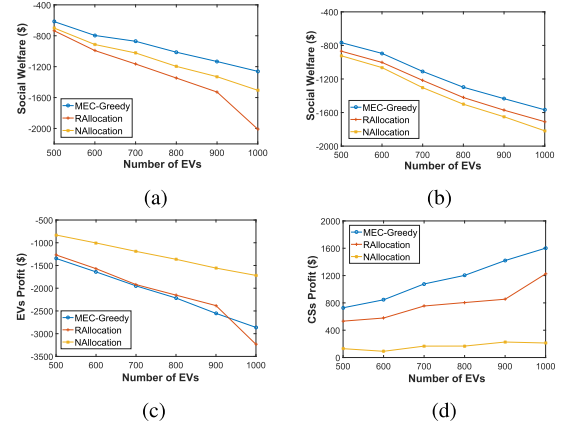 -400
-800
-1200
-1600
-2000
Social Welfare ($)
MEC-Greedy
RAllocation
NAllocation
500 600 700 800 900 1000
Number of EVs
(a)
-400
-800
-1200
-1600
-2000
Social Welfare ($)
MEC-Greedy
RAllocation
NAllocation
500 600 700 800 900 1000
Number of EVs
(b)
-500
-1000
-1500
-2000
-2500
-3000
-3500
EVs Profit ($)
MEC-Greedy
RAllocation
NAllocation
500 600 700 800 900 1000
Number of EVs
(c)
2000
1600
1200
800
400
0
CSs Profit ($)
MEC-Greedy
RAllocation
NAllocation
500 600 700 800 900 1000
Number of EVs
(d)